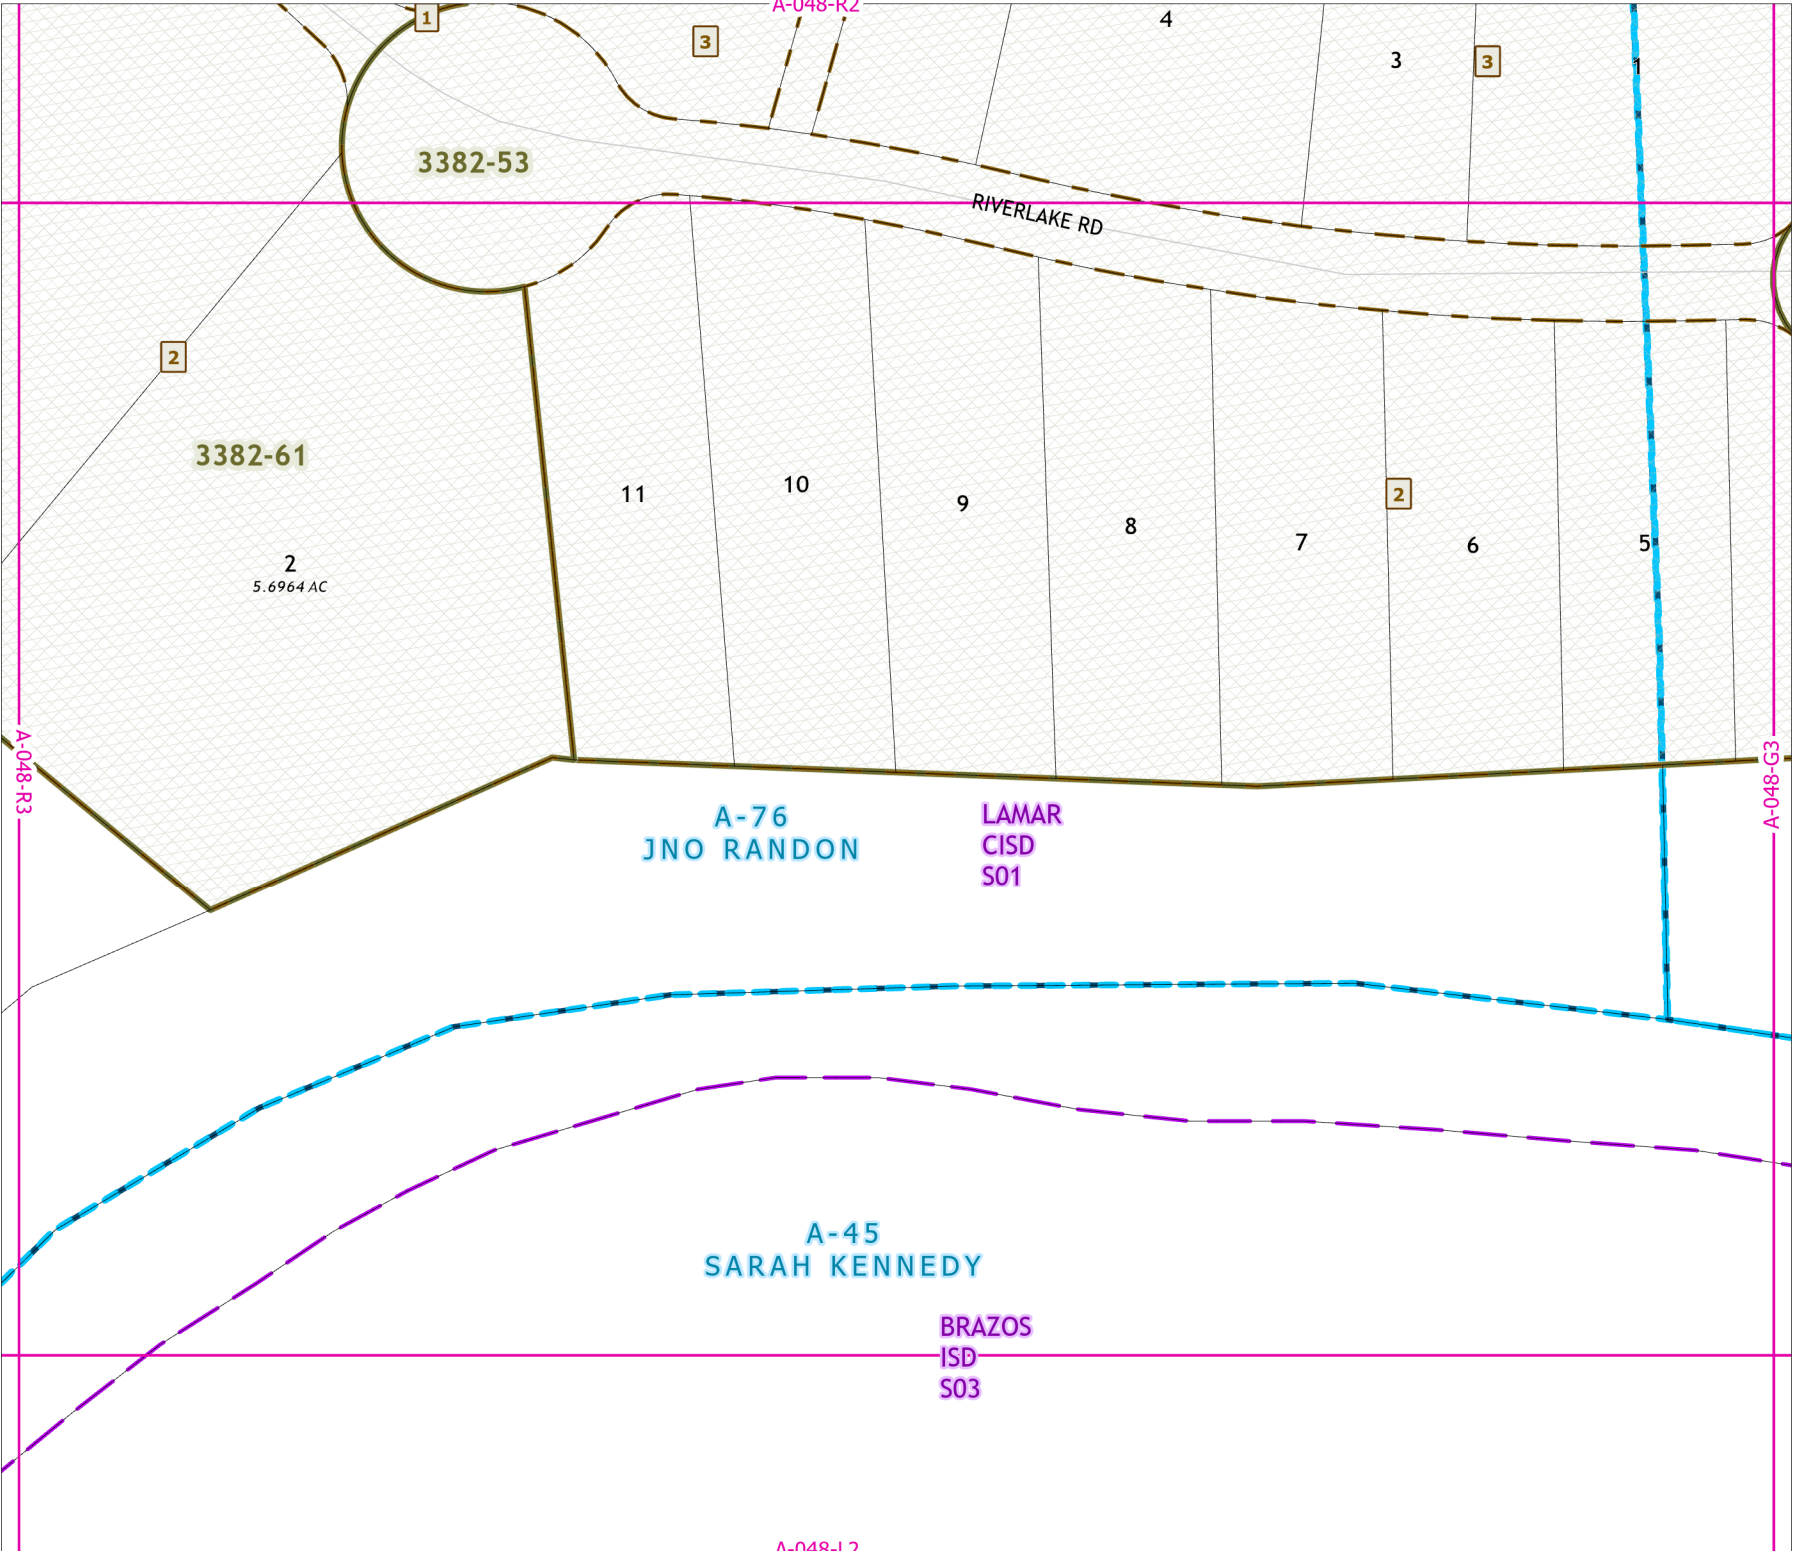 A-048-R2
1
3
4
3
3
1
3382-53
RIVERLAKE RD
2
3382-61
11
10
9
8
7
2
6
5
2
5.6964 AC
A-048-R3
A-048-G3
A-76
JNO RANDON
LAMAR
CISD
S01
A-45
SARAH KENNEDY
BRAZOS
ISD
S03
A-048-L2